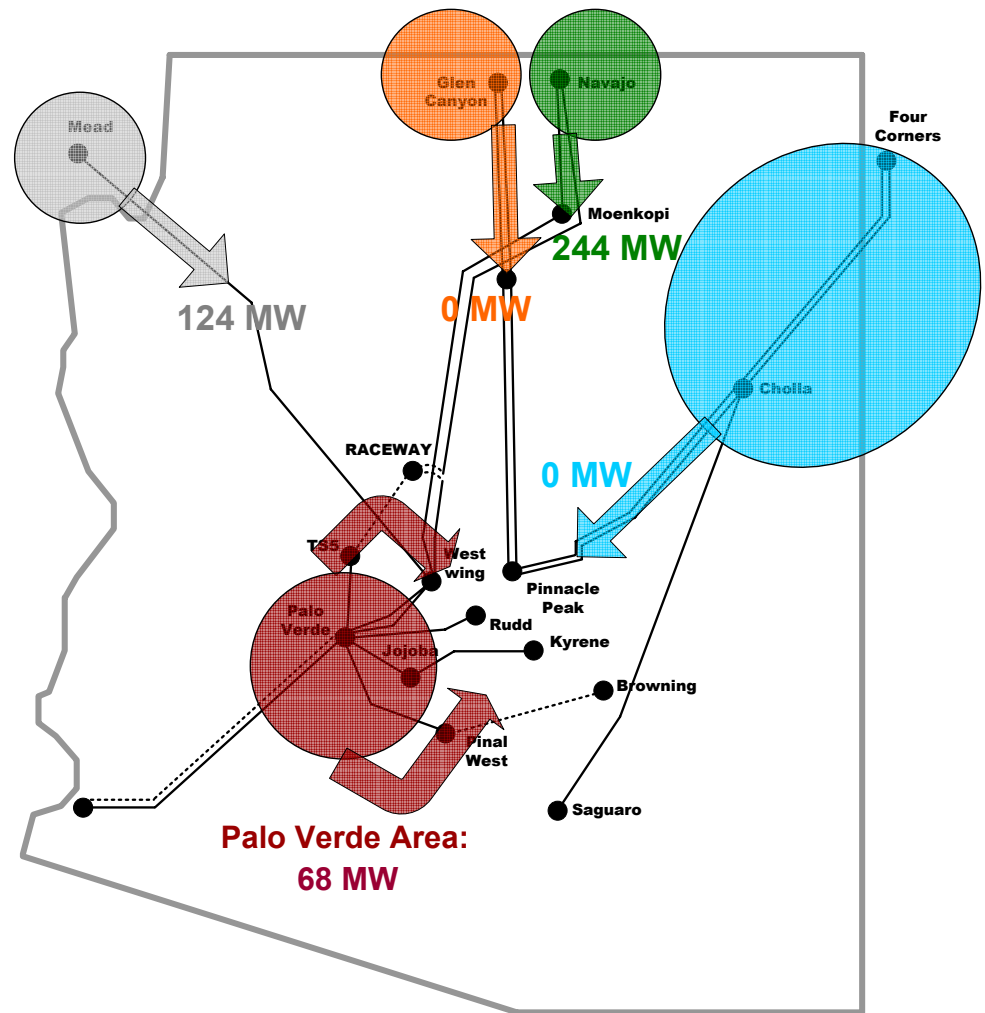 Glen
Canyon
Navajo
Four
Corners
Mead
Moenkopi
244 MW
124 MW
0 MW
Cholla
RACEWAY
0 MW
TS5
West
wing
Pinnacle
Peak
Palo
Verde
Rudd
Jojoba
Kyrene
Browning
Pinal
West
Saguaro
Palo Verde Area:
68 MW